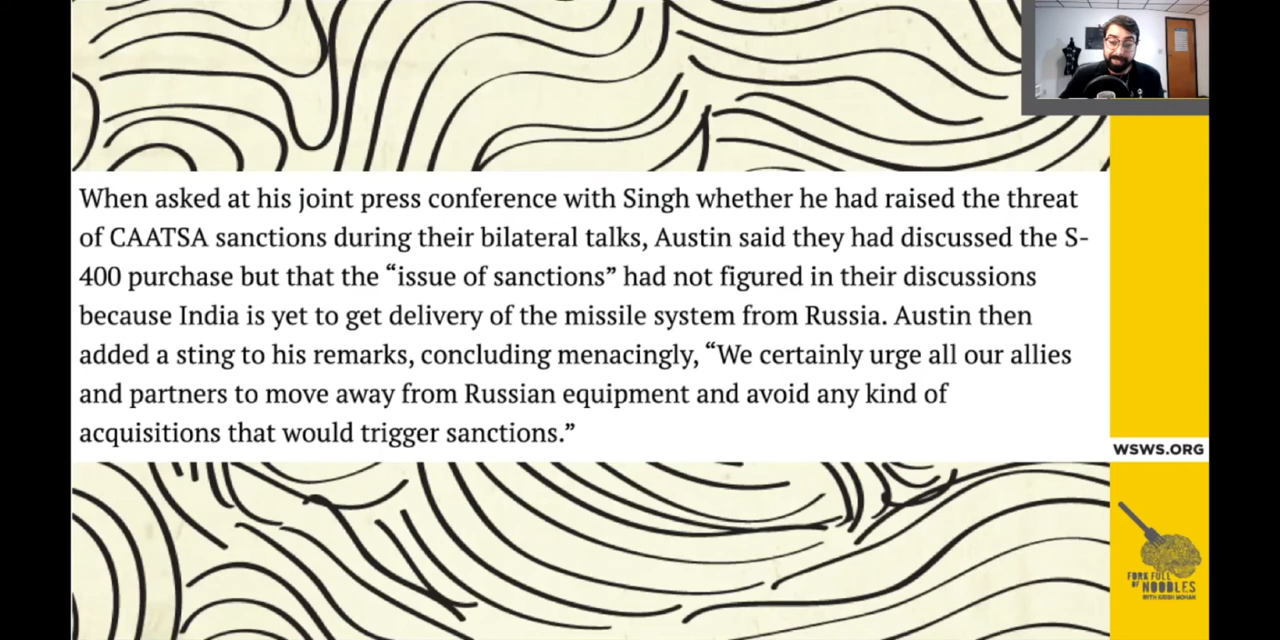 When asked at his joint press conference with Singh whether he had raised the threat
of CAATSA sanctions during their bilateral talks, Austin said they had discussed the S-
400 purchase but that the “issue of sanctions” had not figured in their discussions
because India is yet to get delivery of the missile system from Russia. Austin then
added a sting to his remarks, concluding menacingly, “We certainly urge all our allies
and partners to move away from Russian equipment and avoid any kind of
acquisitions that would trigger sanctions.”
WSWS.ORG
FORK FULL
OF NOODLES
WITH KRISH MOHAN